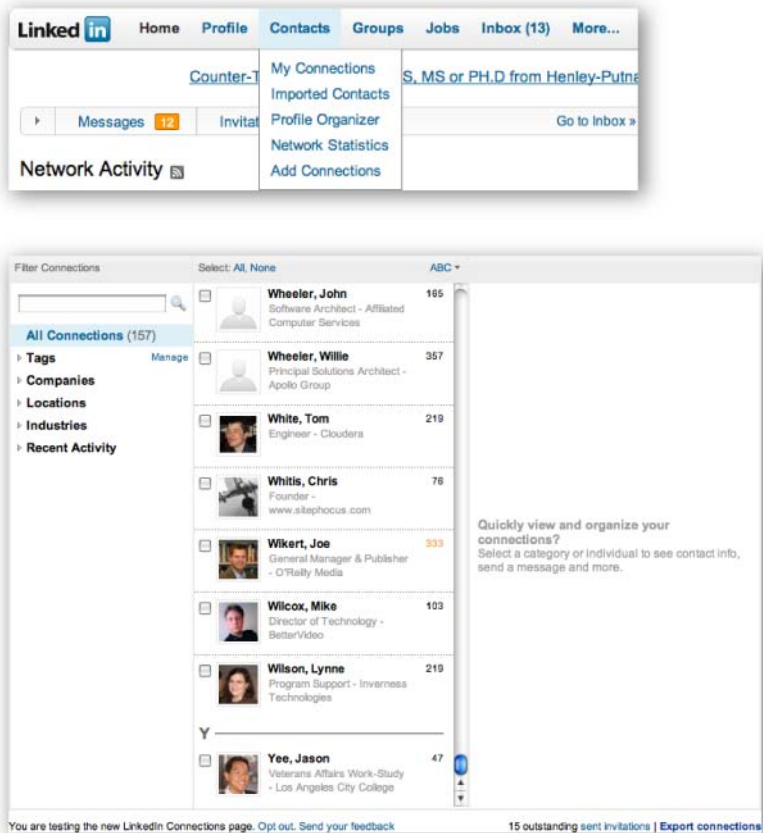 Linked in Home Profile Contacts Groups Jobs Inbox (13) More...
My Connections
Counter-T S, MS or PH.D from Henley-Putna
Imported Contacts
Messages 12 Invitat Profile Organizer Go to Inbox »
Network Statistics
Network Activity
Add Connections
Filter Connections Select: All, None ABC
All Connections (157)
Tags Manage
Companies
Locations
Industries
Recent Activity
Wheeler, John 165
Software Architect - Affiliated
Computer Services
Wheeler, Willie 357
Principal Solutions Architect -
Apollo Group
White, Tom 219
Engineer - Cloudera
Whitis, Chris 76
Founder -
www.sitephocus.com
Wikert, Joe 333
General Manager & Publisher
- O'Reilly Media
Wilcox, Mike 103
Director of Technology -
BetterVideo
Wilson, Lynne 219
Program Support - Inverness
Technologies
Y
Yee, Jason 47
Veterans Affairs Work-Study
- Los Angeles City College
Quickly view and organize your
connections?
Select a category or individual to see contact info,
send a message and more.
You are testing the new LinkedIn Connections page. Opt out. Send your feedback 15 outstanding sent invitations | Export connections